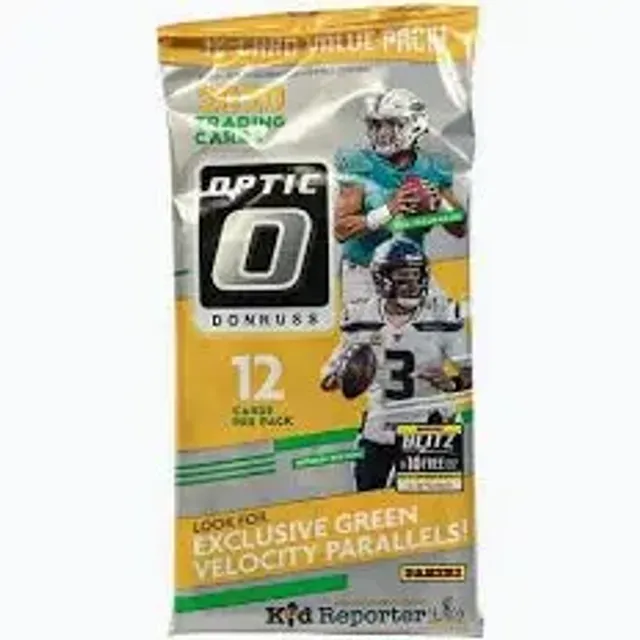 12-CARD VALUE PACK!
TRADING
CARDS
OPTIC
O
DONRUSS
12
CARDS
PER PACK
3
BLITZ
LOOK FOR
EXCLUSIVE GREEN
VELOCITY PARALLELS!
PANINI
Kid Reporter